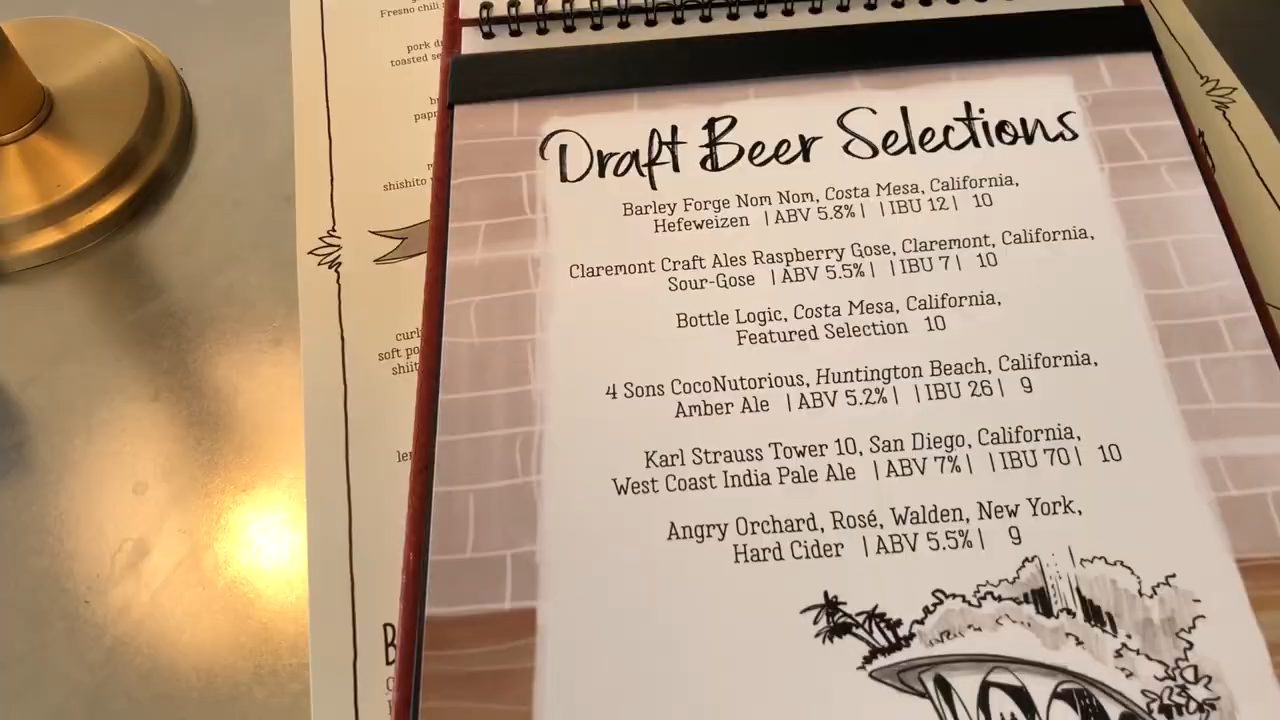 Fresno chili
pork
toasted
shishito
soft
Draft Beer Selections
Barley Forge Nom Nom, Costa Mesa, California,
Hefeweizen | ABV 5.8% | | IBU 12 | 10
Claremont Craft Ales Raspberry Gose, Claremont, California,
Sour-Gose | ABV 5.5% | | IBU 7 | 10
Bottle Logic, Costa Mesa, California,
Featured Selection 10
4 Sons CocoNutorious, Huntington Beach, California,
Amber Ale | ABV 5.2% | | IBU 26 | 9
Karl Strauss Tower 10, San Diego, California,
West Coast India Pale Ale | ABV 7% | | IBU 70 | 10
Angry Orchard, Rosé, Walden, New York,
Hard Cider | ABV 5.5% | 9